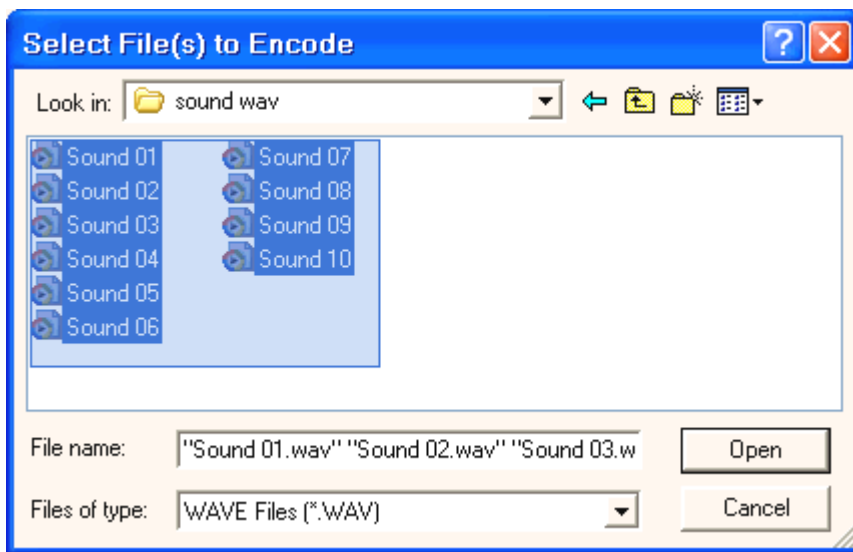 Select File(s) to Encode
Look in: sound wav
Sound 01
Sound 02
Sound 03
Sound 04
Sound 05
Sound 06
Sound 07
Sound 08
Sound 09
Sound 10
File name: "Sound 01.wav" "Sound 02.wav" "Sound 03.w
Open
Files of type: WAVE Files (*.WAV)
Cancel